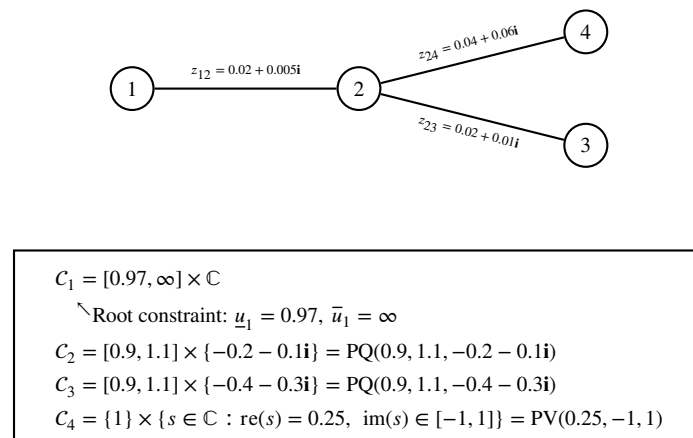 4
z₂₄ = 0.04 + 0.06i
z₁₂ = 0.02 + 0.005i
1
2
z₂₃ = 0.02 + 0.01i
3
𝒞₁ = [0.97, ∞] × ℂ
Root constraint: u̲₁ = 0.97, u̅₁ = ∞
𝒞₂ = [0.9, 1.1] × {−0.2 − 0.1i} = PQ(0.9, 1.1, −0.2 − 0.1i)
𝒞₃ = [0.9, 1.1] × {−0.4 − 0.3i} = PQ(0.9, 1.1, −0.4 − 0.3i)
𝒞₄ = {1} × {s ∈ ℂ : re(s) = 0.25, im(s) ∈ [−1, 1]} = PV(0.25, −1, 1)